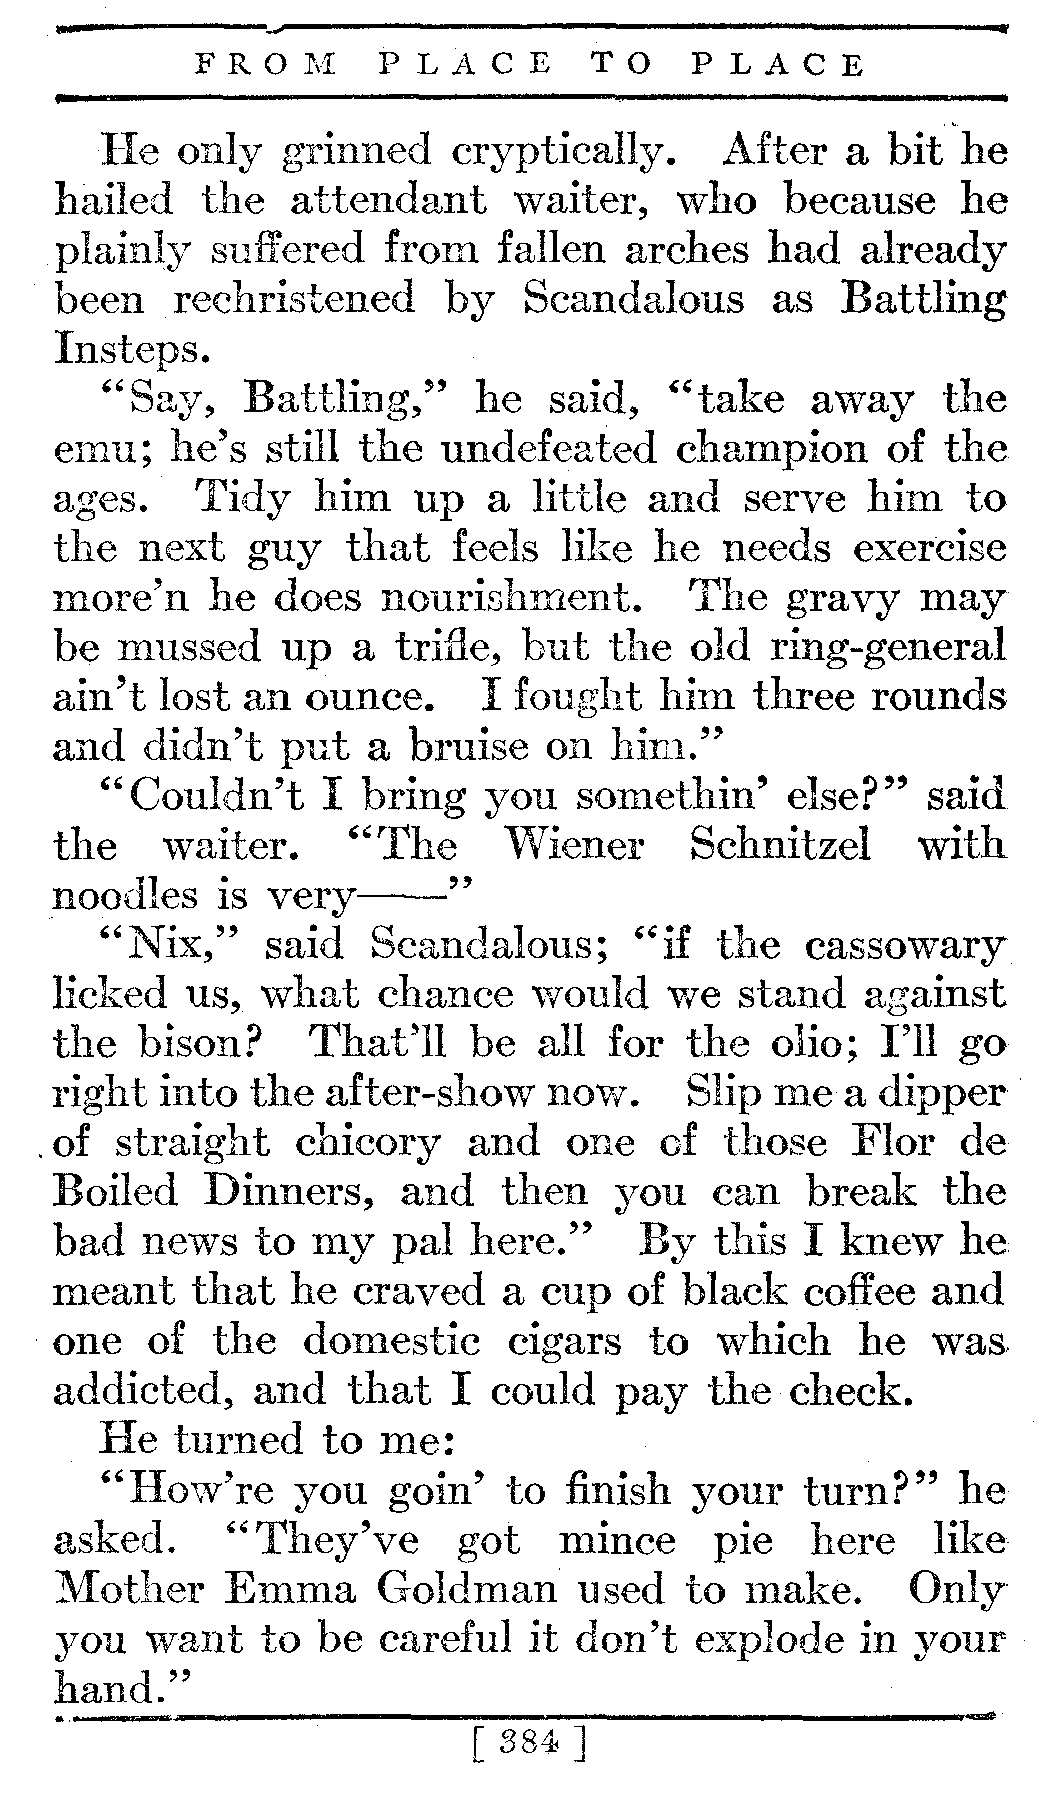 FROM PLACE TO PLACE
He only grinned cryptically. After a bit he
hailed the attendant waiter, who because he
plainly suffered from fallen arches had already
been rechristened by Scandalous as Battling
Insteps.
“Say, Battling,” he said, “take away the
emu; he’s still the undefeated champion of the
ages. Tidy him up a little and serve him to
the next guy that feels like he needs exercise
more’n he does nourishment. The gravy may
be mussed up a trifle, but the old ring-general
ain’t lost an ounce. I fought him three rounds
and didn’t put a bruise on him.”
“Couldn’t I bring you somethin’ else?” said
the waiter. “The Wiener Schnitzel with
noodles is very——”
“Nix,” said Scandalous; “if the cassowary
licked us, what chance would we stand against
the bison? That’ll be all for the olio; I’ll go
right into the after-show now. Slip me a dipper
of straight chicory and one of those Flor de
Boiled Dinners, and then you can break the
bad news to my pal here.” By this I knew he
meant that he craved a cup of black coffee and
one of the domestic cigars to which he was
addicted, and that I could pay the check.
He turned to me:
“How’re you goin’ to finish your turn?” he
asked. “They’ve got mince pie here like
Mother Emma Goldman used to make. Only
you want to be careful it don’t explode in your
hand.”
[ 384 ]